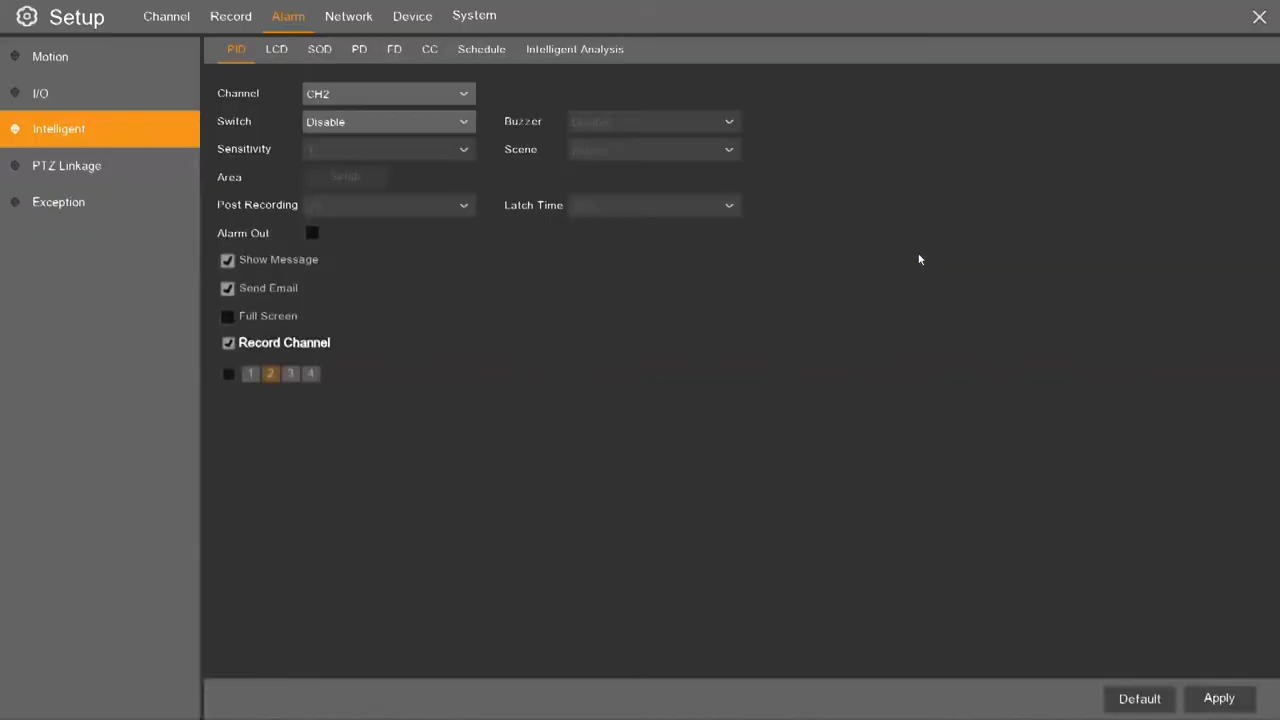 Setup Channel Record Alarm Network Device System
Motion
I/O
Intelligent
PTZ Linkage
Exception
PID LCD SOD PD FD CC Schedule Intelligent Analysis
Channel CH2
Switch Disable Buzzer Disable
Sensitivity Scene
Area Setup
Post Recording Latch Time
Alarm Out
Show Message
Send Email
Full Screen
Record Channel
1 2 3 4
Default Apply